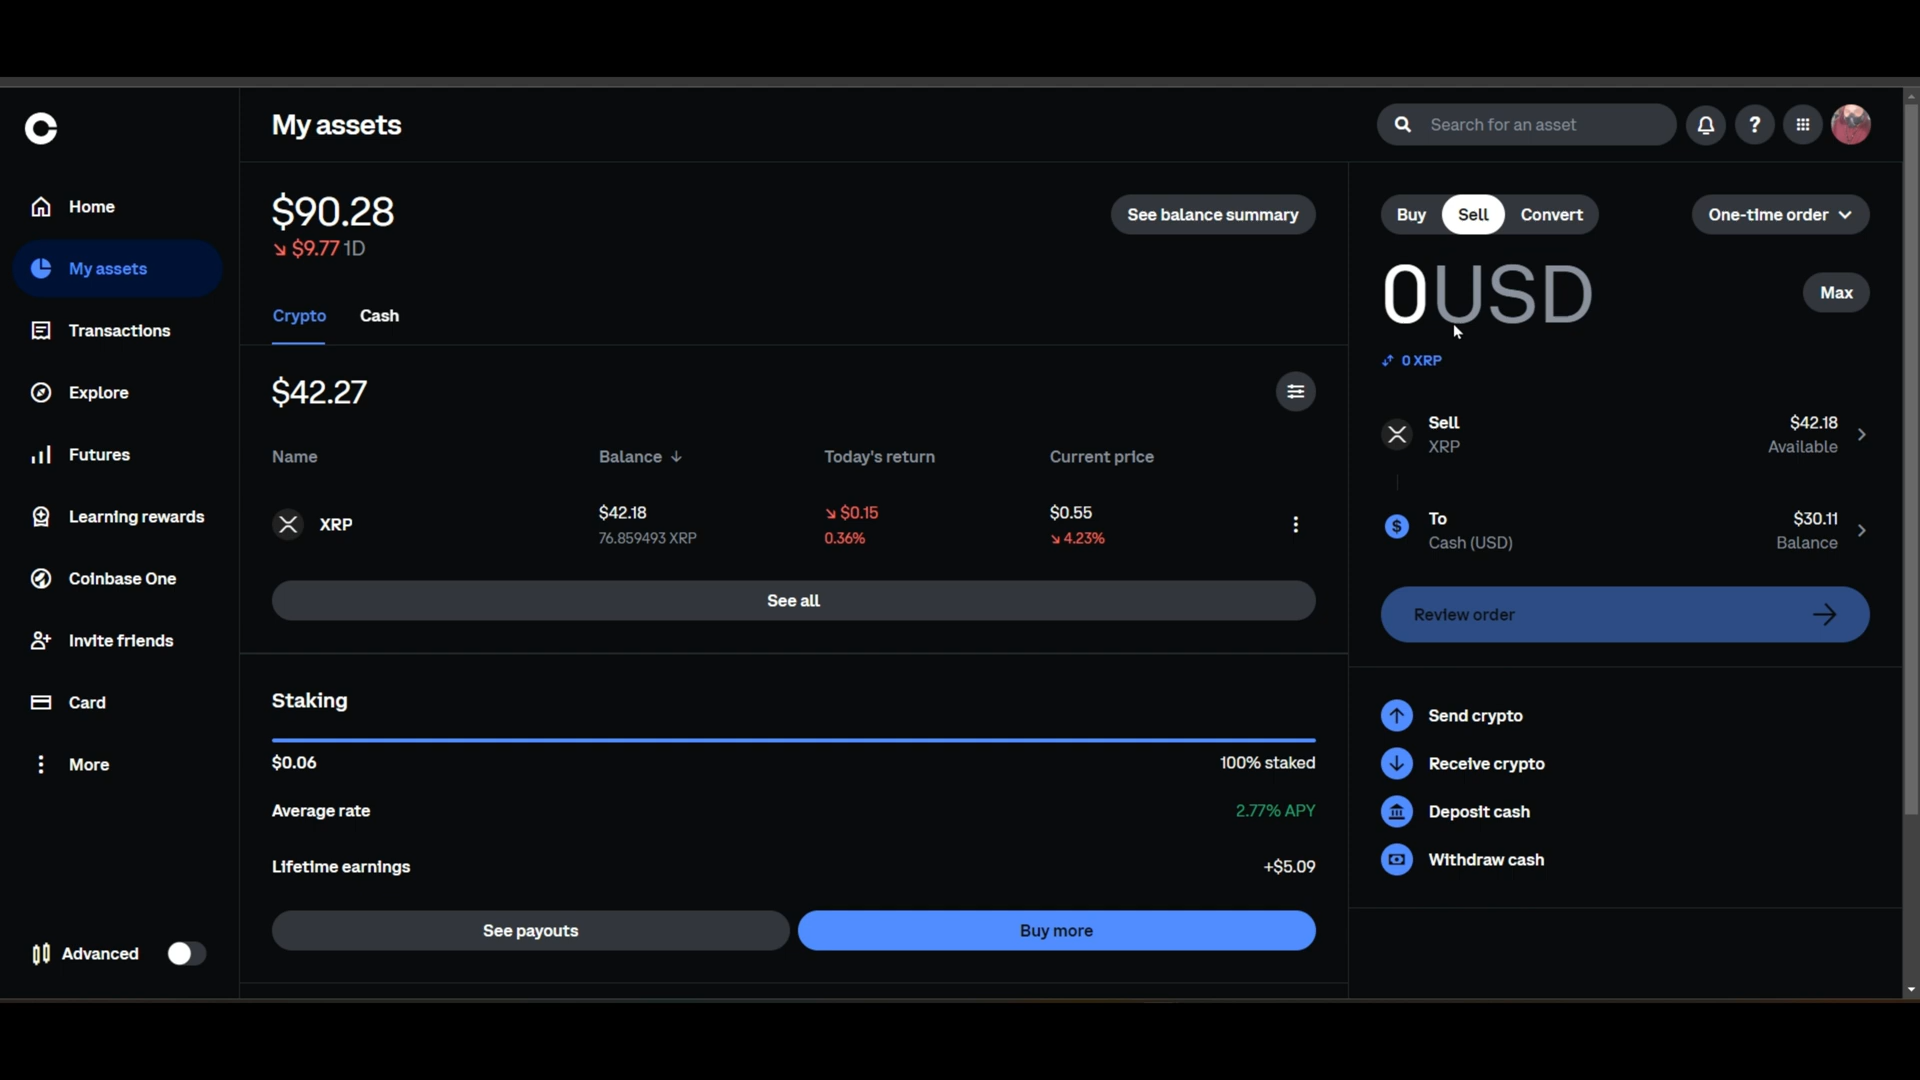 My assets
Search for an asset
?
Home
My assets
Transactions
Explore
Futures
Learning rewards
Coinbase One
Invite friends
Card
More
Advanced
$90.28
↘ $9.77 1D
See balance summary
Crypto Cash
$42.27
Name Balance ↓ Today's return Current price
XRP
$42.18
76.859493 XRP
↘ $0.15
0.36%
$0.55
↘ 4.23%
See all
Staking
$0.06 100% staked
Average rate 2.77% APY
Lifetime earnings +$5.09
See payouts Buy more
Buy Sell Convert One-time order
0USD Max
0 XRP
Sell $42.18
XRP Available
$
To $30.11
Cash (USD) Balance
Review order
Send crypto
Receive crypto
Deposit cash
Withdraw cash